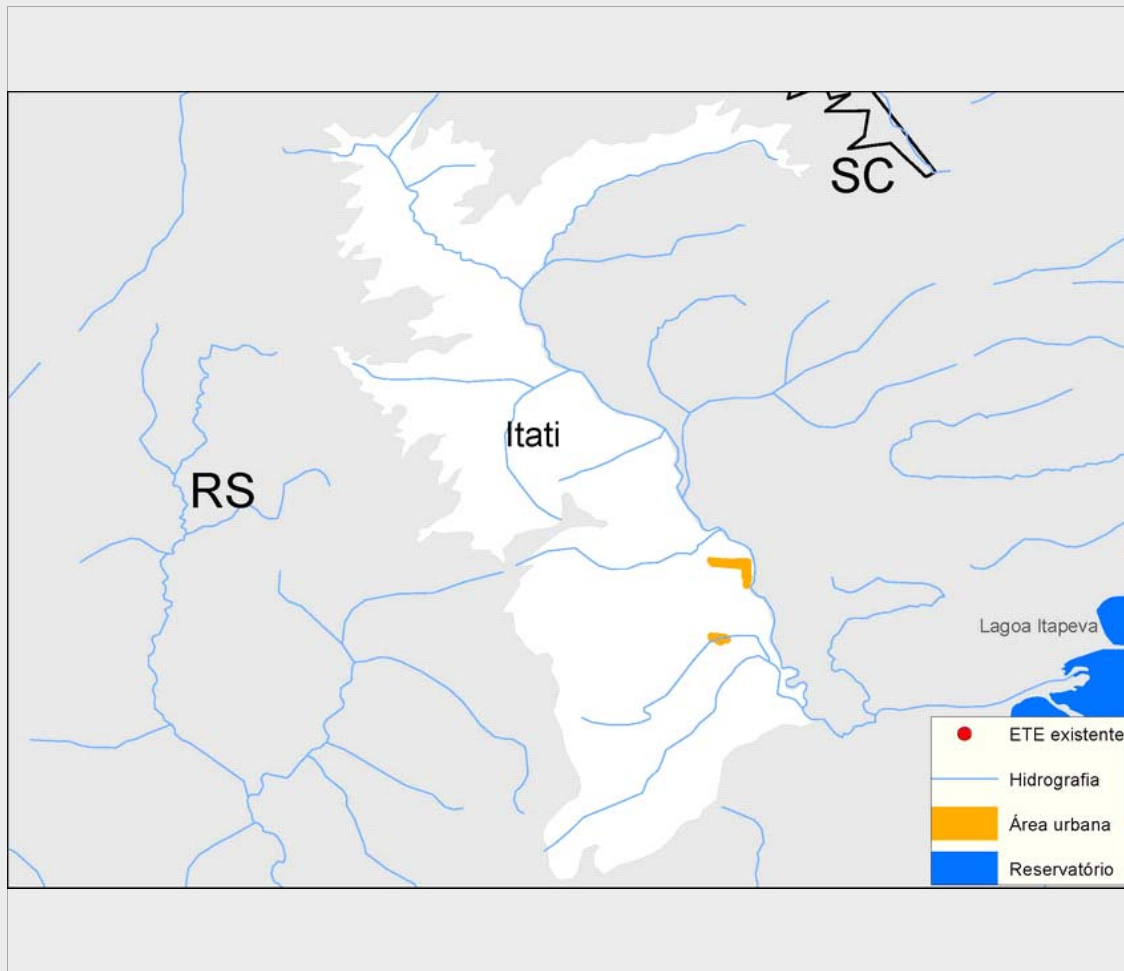 SC
Itati
RS
Lagoa Itapeva
ETE existente
Hidrografia
Área urbana
Reservatório